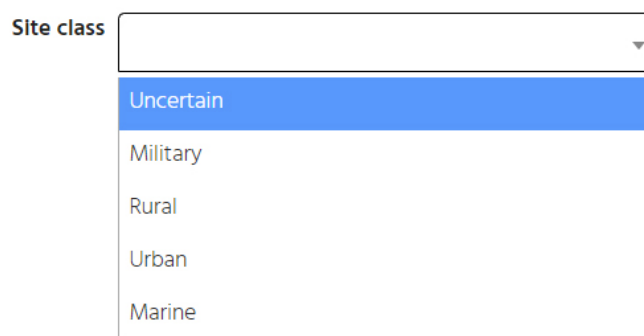 Site class
Uncertain
Military
Rural
Urban
Marine